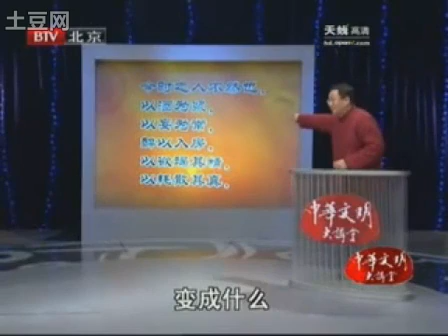 土豆网
BTV 北京
天线高清
今时之人不然也，
以酒为浆，
以妄为常，
醉以入房，
以欲竭其精，
以耗散其真，
中华文明
大讲堂
中华文明
大讲堂
变成什么